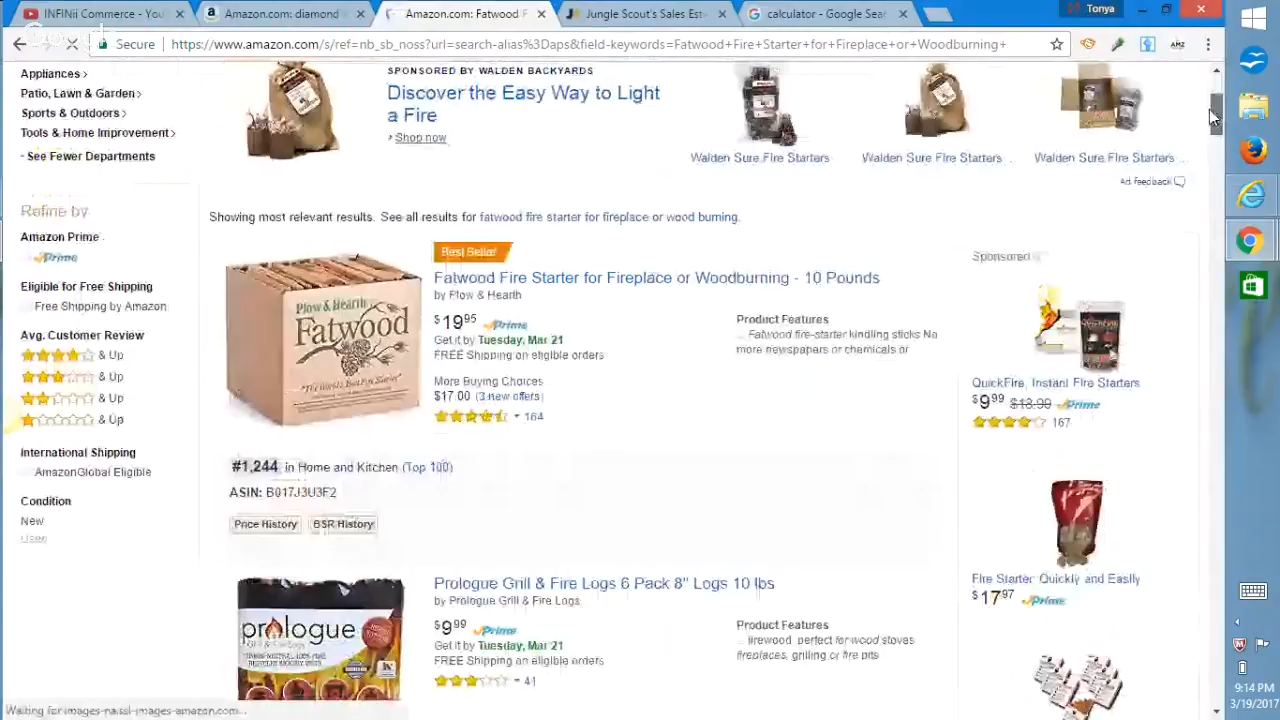 INFINii Commerce - YouTu
Amazon.com: diamond
Amazon.com: Fatwood F
Jungle Scout's Sales Esti
calculator - Google Sear
Tonya
Secure
https://www.amazon.com/s/ref=nb_sb_noss?url=search-alias%3Daps&field-keywords=Fatwood+Fire+Starter+for+Fireplace+or+Woodburning+
Appliances
Patio, Lawn & Garden
Sports & Outdoors
Tools & Home Improvement
- See Fewer Departments
SPONSORED BY WALDEN BACKYARDS
Discover the Easy Way to Light
a Fire
Shop now
Walden Sure Fire Starters
Walden Sure Fire Starters ...
Walden Sure Fire Starters ...
Ad feedback
Refine by
Amazon Prime
Prime
Eligible for Free Shipping
Free Shipping by Amazon
Avg. Customer Review
& Up
& Up
& Up
& Up
International Shipping
AmazonGlobal Eligible
Condition
New
Used
Showing most relevant results. See all results for fatwood fire starter for fireplace or wood burning.
Plow & Hearth
Fatwood
Best Seller
Fatwood Fire Starter for Fireplace or Woodburning - 10 Pounds
by Plow & Hearth
$19.95 Prime
Get it by Tuesday, Mar 21
FREE Shipping on eligible orders
More Buying Choices
$17.00 (3 new offers)
164
Product Features
... Fatwood fire-starter kindling sticks No
more newspapers or chemicals or
#1,244 in Home and Kitchen (Top 100)
ASIN: B017J3U3F2
Price History
BSR History
prologue
Prologue Grill & Fire Logs 6 Pack 8" Logs 10 lbs
by Prologue Grill & Fire Logs
$9.99 Prime
Get it by Tuesday, Mar 21
FREE Shipping on eligible orders
41
Product Features
... firewood, perfect for wood stoves
fireplaces, grilling or fire pits
Sponsored
QuickFire, Instant Fire Starters
$9.99 $13.99 Prime
167
Fire Starter Quickly and Easily
$17.97 Prime
Waiting for images-na.ssl-images-amazon.com...
9:14 PM
3/19/2017